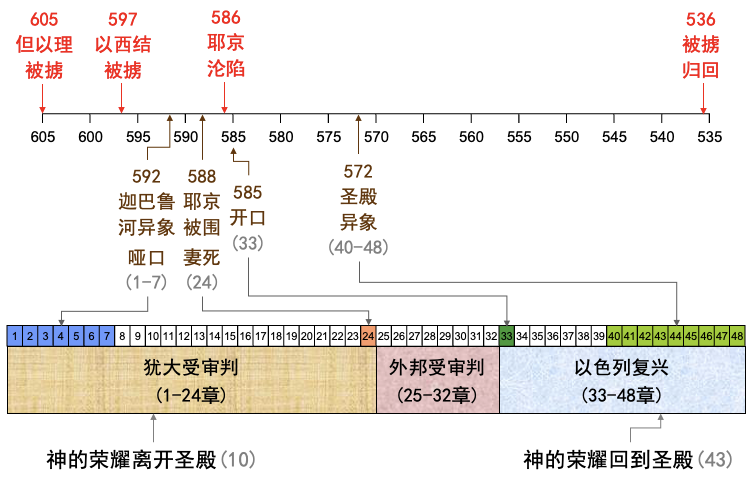 605 597 586 536
但以理 以西结 耶京 被掳
被掳 被掳 沦陷 归回
605 600 595 590 585 580 575 570 565 560 555 550 545 540 535
592 588 585 572
迦巴鲁 耶京 开口 圣殿
河异象 被围 (33) 异象
哑口 妻死 (40-48)
(1-7) (24)
1 2 3 4 5 6 7 8 9 10 11 12 13 14 15 16 17 18 19 20 21 22 23 24 25 26 27 28 29 30 31 32 33 34 35 36 37 38 39 40 41 42 43 44 45 46 47 48
犹大受审判 外邦受审判 以色列复兴
(1-24章) (25-32章) (33-48章)
神的荣耀离开圣殿(10) 神的荣耀回到圣殿(43)